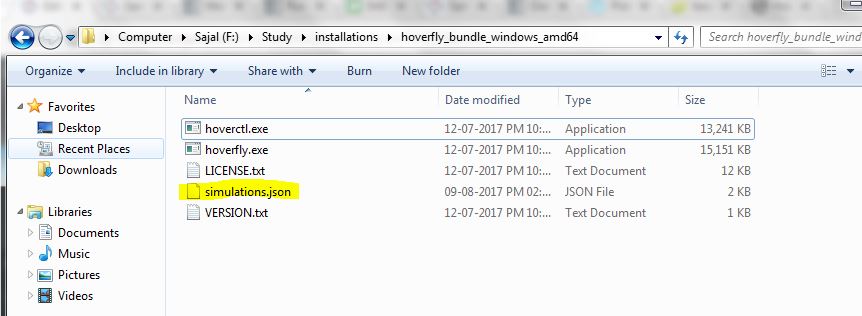 Computer Sajal (F:) Study installations hoverfly_bundle_windows_amd64 Search hoverfly_bundle_wind
Organize Include in library Share with Burn New folder
Favorites
Desktop
Recent Places
Downloads
Libraries
Documents
Music
Pictures
Videos
Name Date modified Type Size
hoverctl.exe 12-07-2017 PM 10:... Application 13,241 KB
hoverfly.exe 12-07-2017 PM 10:... Application 15,151 KB
LICENSE.txt 12-07-2017 PM 10:... Text Document 12 KB
simulations.json 09-08-2017 PM 02:... JSON File 2 KB
VERSION.txt 12-07-2017 PM 10:... Text Document 1 KB